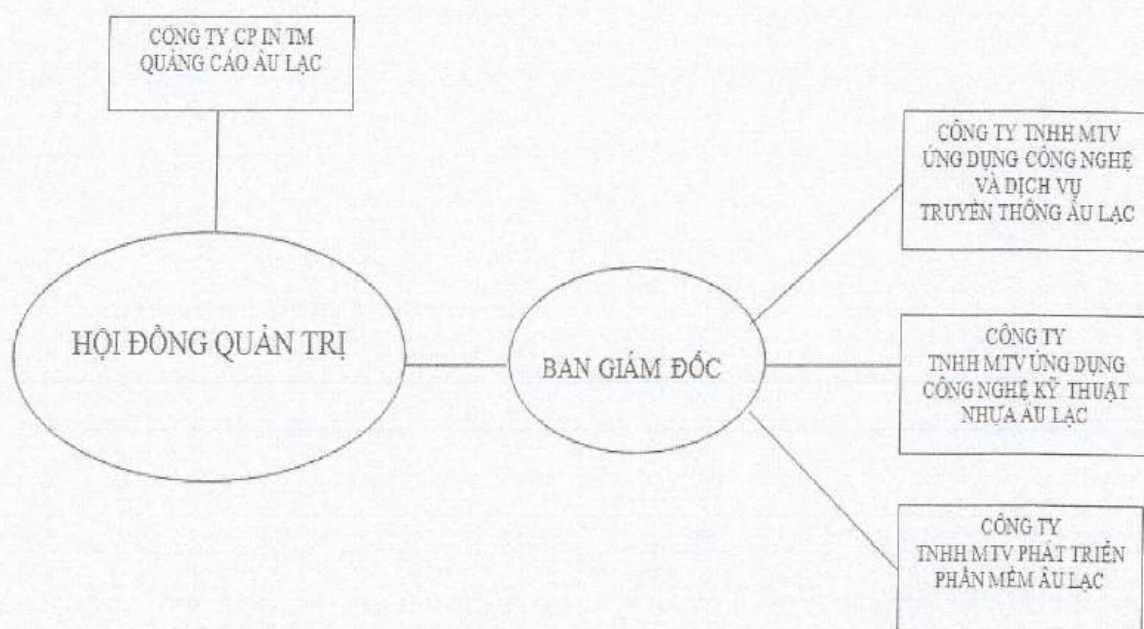 CÔNG TY CP IN TM
QUẢNG CÁO ÂU LẠC
HỘI ĐỒNG QUẢN TRỊ
BAN GIÁM ĐỐC
CÔNG TY TNHH MTV
ỨNG DỤNG CÔNG NGHỆ
VÀ DỊCH VỤ
TRUYỀN THÔNG ÂU LẠC
CÔNG TY
TNHH MTV ỨNG DỤNG
CÔNG NGHỆ KỸ THUẬT
NHỰA ÂU LẠC
CÔNG TY
TNHH MTV PHÁT TRIỂN
PHẦN MỀM ÂU LẠC